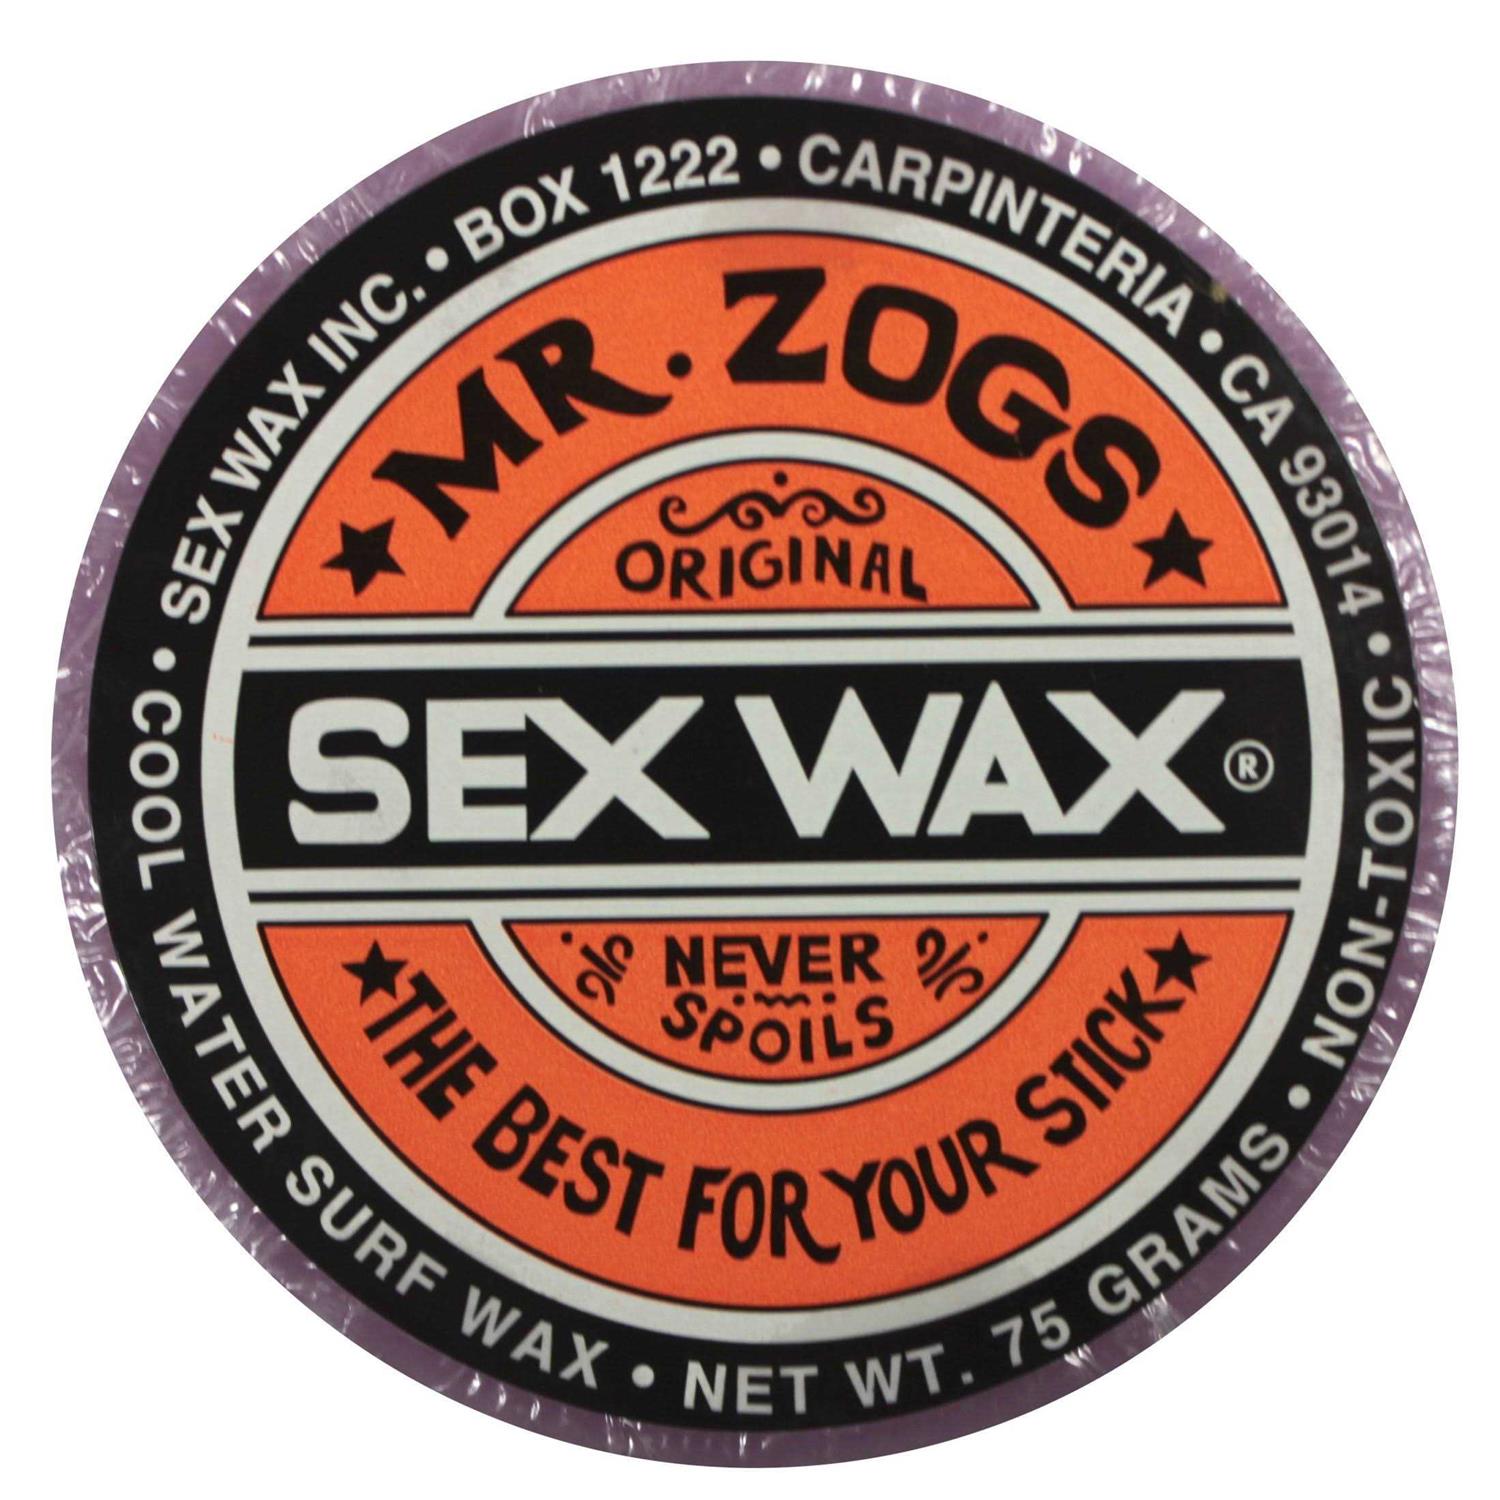 SEX WAX INC. • BOX 1222 • CARPINTERIA • CA 93014 • NON-TOXIC •
MR. ZOGS
ORIGINAL
SEX WAX®
NEVER
SPOILS
THE BEST FOR YOUR STICK
COOL WATER SURF WAX • NET WT. 75 GRAMS •